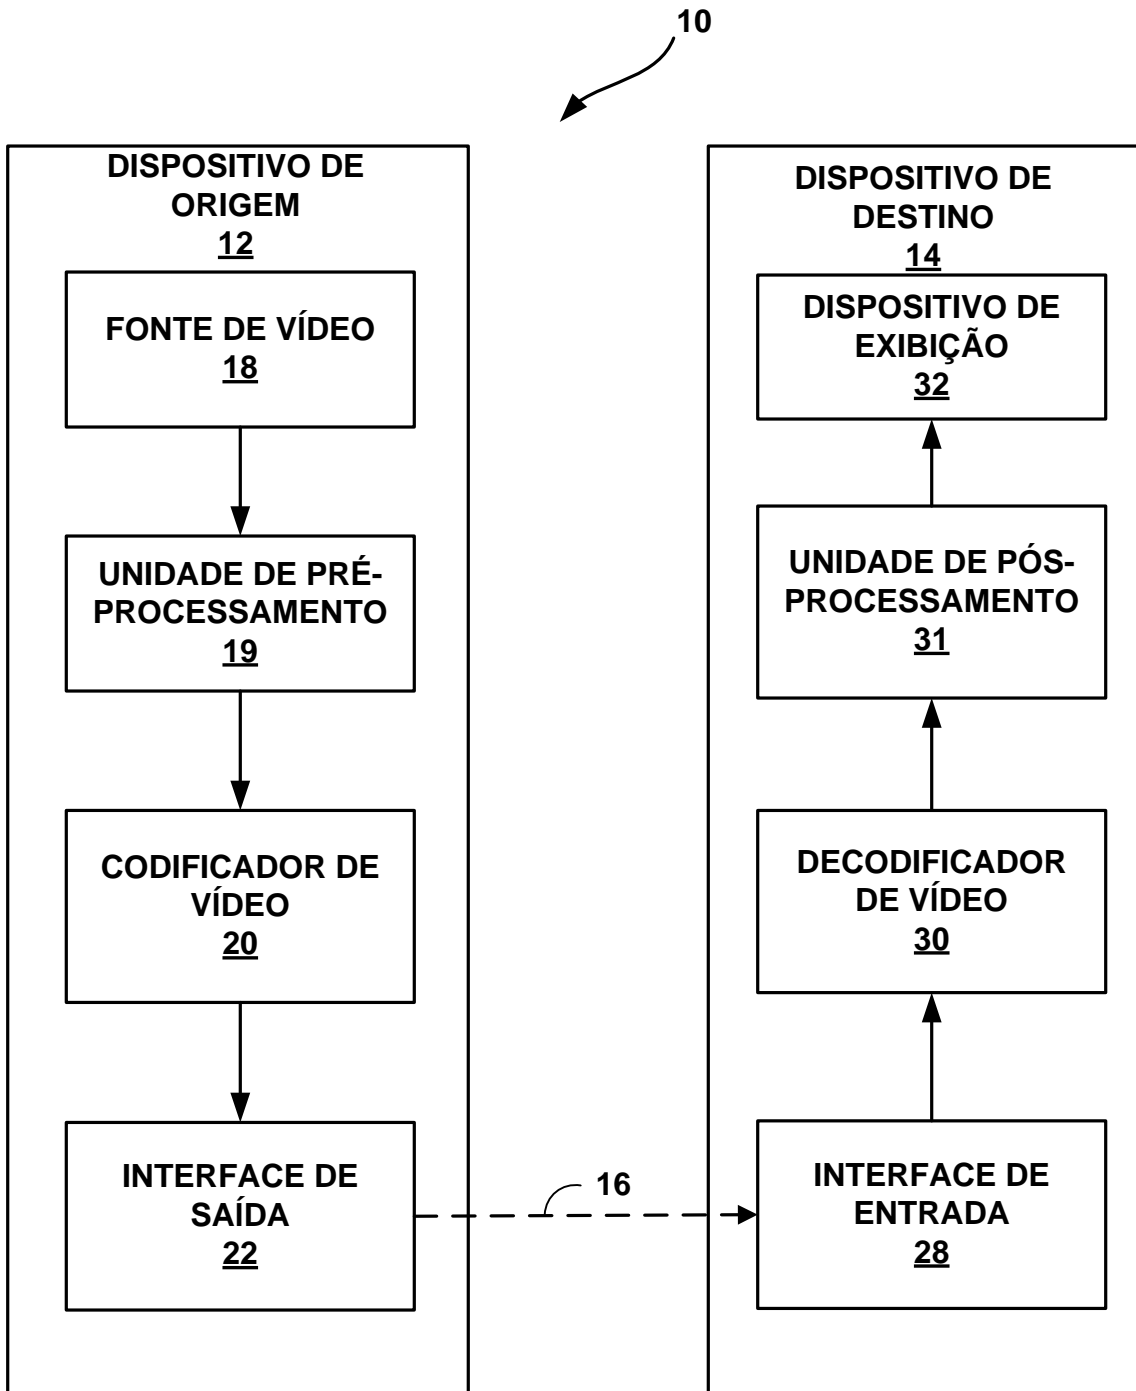 10
DISPOSITIVO DE
ORIGEM
12
FONTE DE VÍDEO
18
UNIDADE DE PRÉ-
PROCESSAMENTO
19
CODIFICADOR DE
VÍDEO
20
INTERFACE DE
SAÍDA
22
16
DISPOSITIVO DE
DESTINO
14
DISPOSITIVO DE
EXIBIÇÃO
32
UNIDADE DE PÓS-
PROCESSAMENTO
31
DECODIFICADOR
DE VÍDEO
30
INTERFACE DE
ENTRADA
28